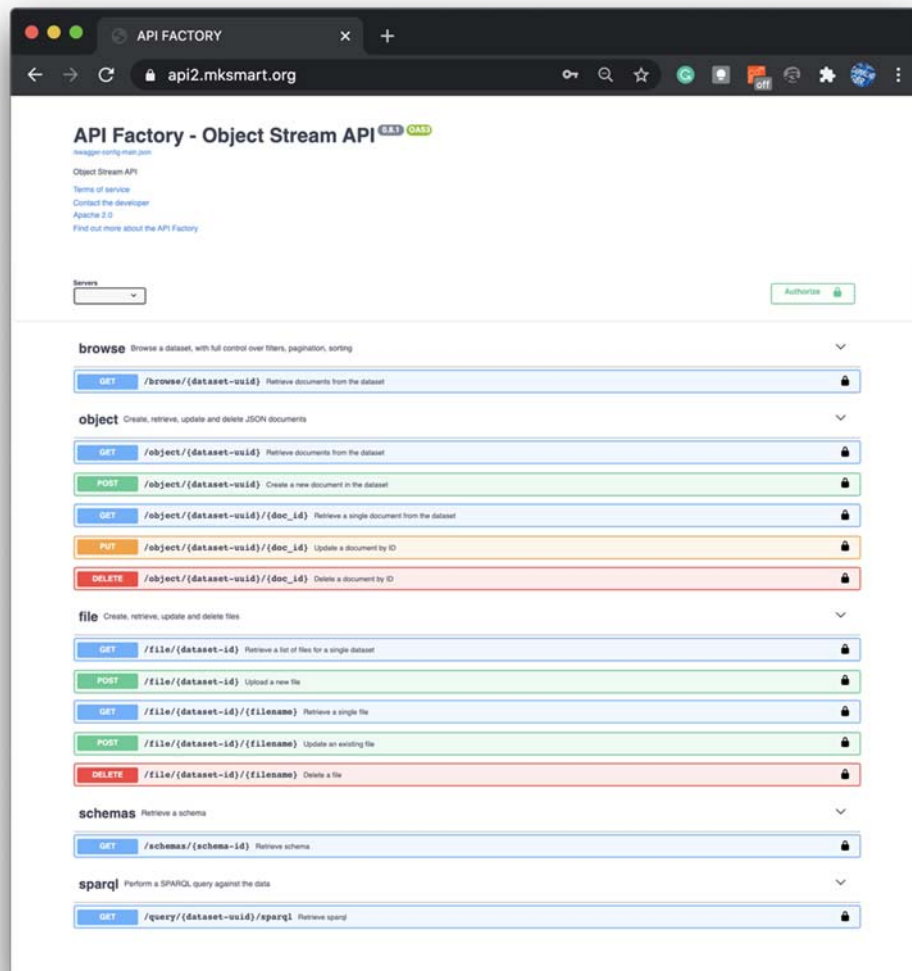 API FACTORY
api2.mksmart.org
off
API Factory - Object Stream API 0.8.1 OAS3
/swagger-config-main.json
Object Stream API
Terms of service
Contact the developer
Apache 2.0
Find out more about the API Factory
Servers
Authorize
browse Browse a dataset, with full control over filters, pagination, sorting
GET /browse/{dataset-uuid} Retrieve documents from the dataset
object Create, retrieve, update and delete JSON documents
GET /object/{dataset-uuid} Retrieve documents from the dataset
POST /object/{dataset-uuid} Create a new document in the dataset
GET /object/{dataset-uuid}/{doc_id} Retrieve a single document from the dataset
PUT /object/{dataset-uuid}/{doc_id} Update a document by ID
DELETE /object/{dataset-uuid}/{doc_id} Delete a document by ID
file Create, retrieve, update and delete files
GET /file/{dataset-id} Retrieve a list of files for a single dataset
POST /file/{dataset-id} Upload a new file
GET /file/{dataset-id}/{filename} Retrieve a single file
POST /file/{dataset-id}/{filename} Update an existing file
DELETE /file/{dataset-id}/{filename} Delete a file
schemas Retrieve a schema
GET /schemas/{schema-id} Retrieve schema
sparql Perform a SPARQL query against the data
GET /query/{dataset-uuid}/sparql Retrieve sparql